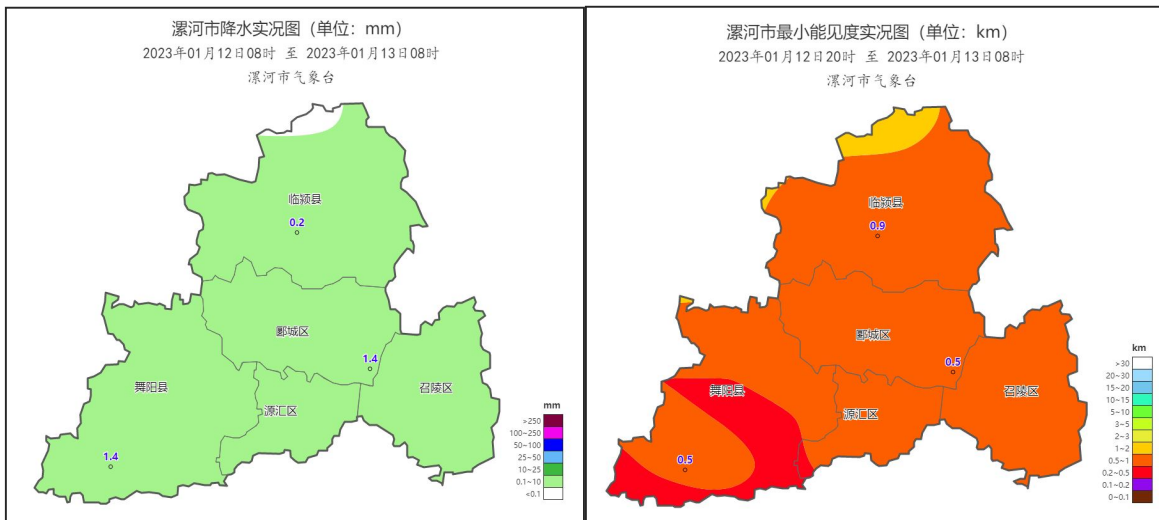 漯河市降水实况图（单位：mm）
2023年01月12日08时 至 2023年01月13日08时
漯河市气象台
临颍县
0.2
郾城区
1.4
舞阳县
召陵区
源汇区
1.4
mm
>250
100~250
50~100
25~50
10~25
0.1~10
<0.1
漯河市最小能见度实况图（单位：km）
2023年01月12日20时 至 2023年01月13日08时
漯河市气象台
临颍县
0.9
郾城区
0.5
舞阳县
召陵区
源汇区
0.5
km
>30
20~30
15~20
10~15
5~10
3~5
2~3
1~2
0.5~1
0.2~0.5
0.1~0.2
0~0.1